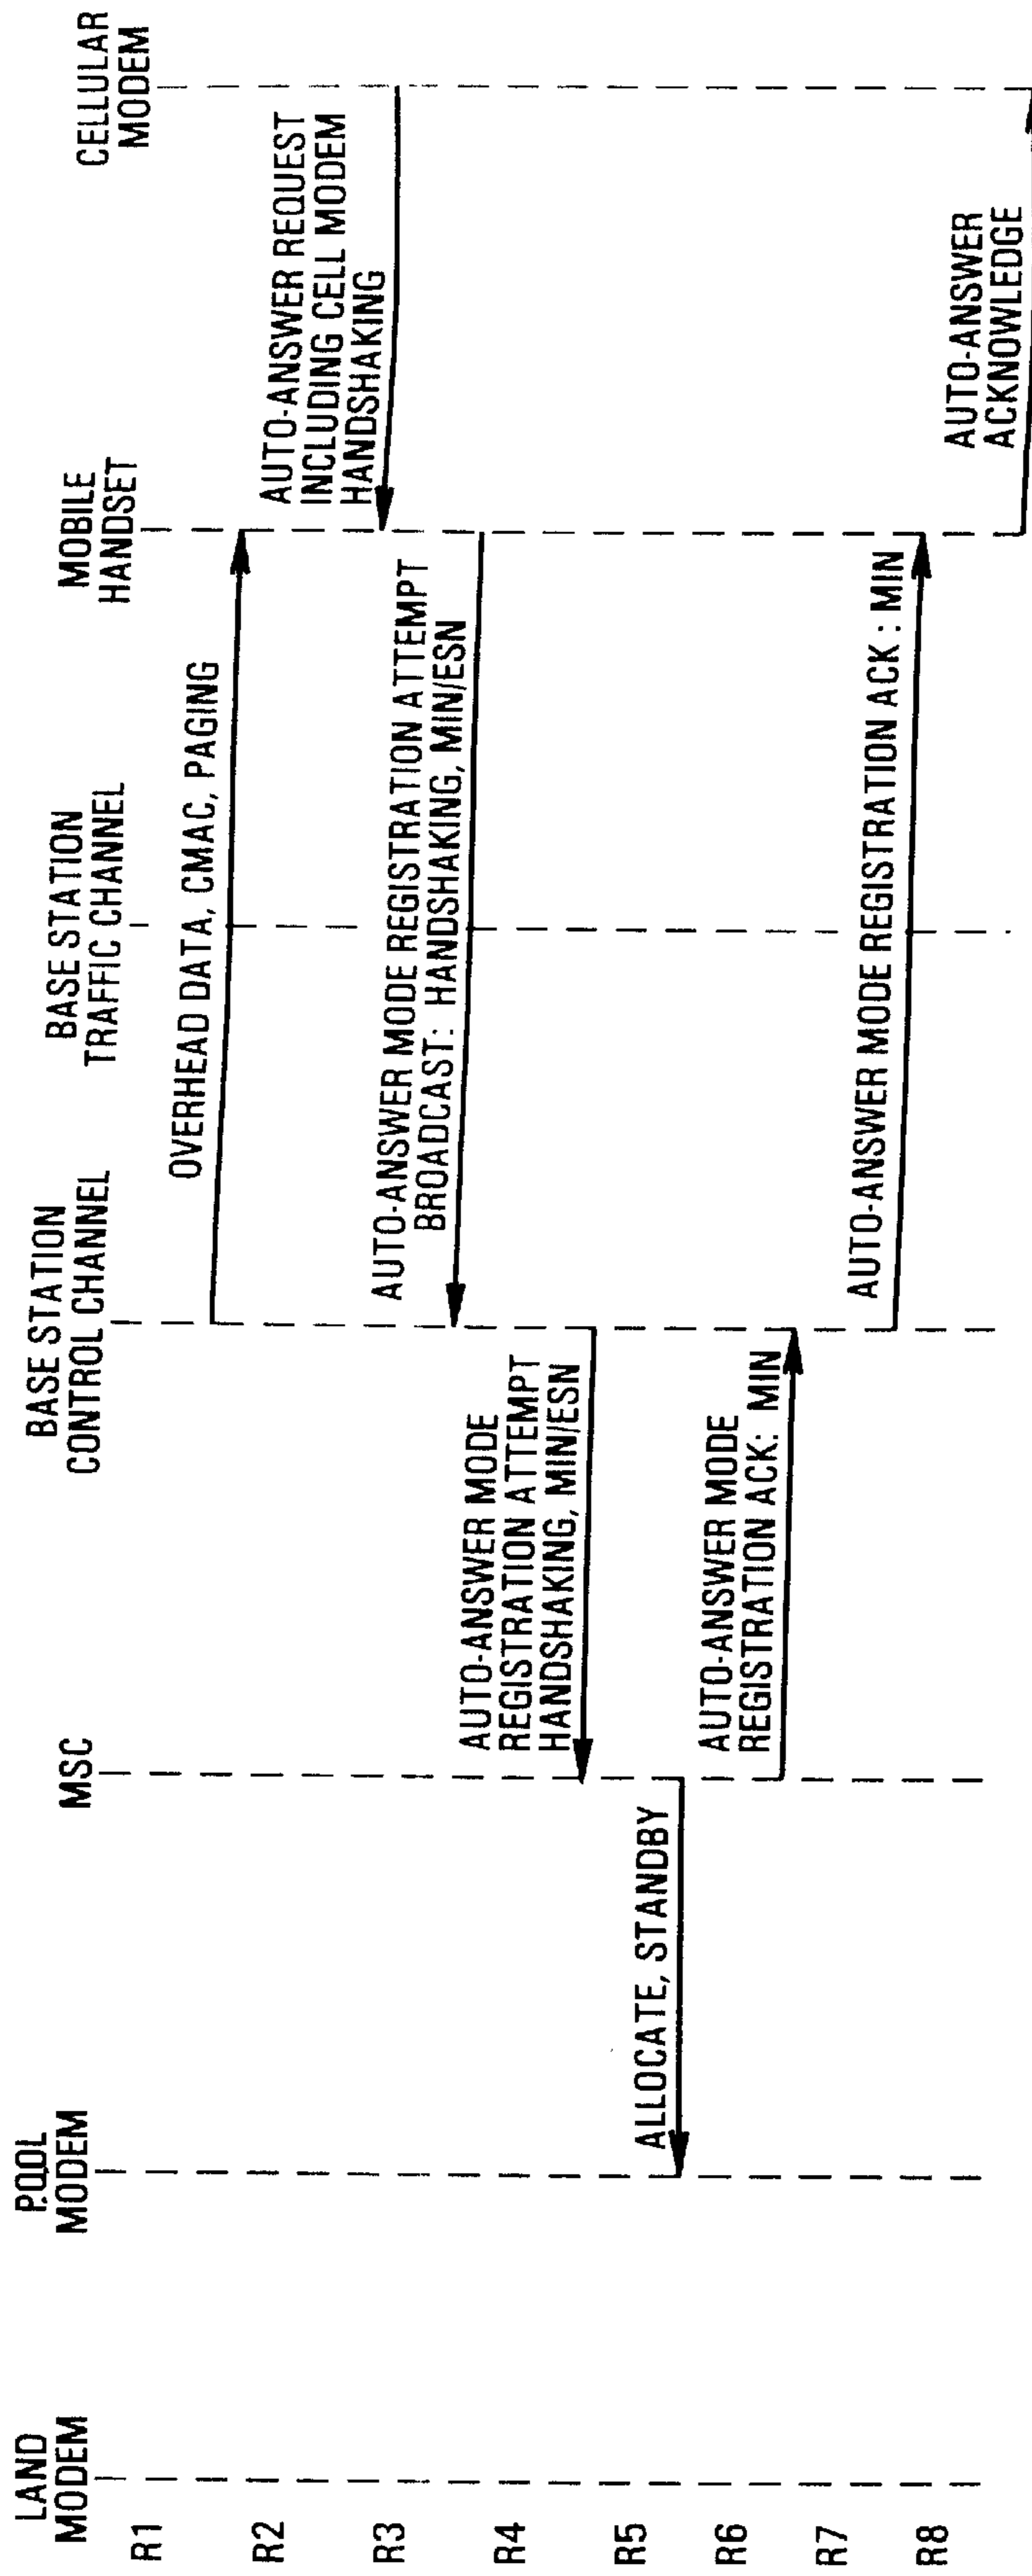 LAND
MODEM
POOL
MODEM
MSC
BASE STATION
CONTROL CHANNEL
BASE STATION
TRAFFIC CHANNEL
MOBILE
HANDSET
CELLULAR
MODEM
R1
OVERHEAD DATA, CMAC, PAGING
R2
AUTO-ANSWER REQUEST
INCLUDING CELL MODEM
HANDSHAKING
R3
AUTO-ANSWER MODE REGISTRATION ATTEMPT
BROADCAST: HANDSHAKING, MIN/ESN
R4
AUTO-ANSWER MODE
REGISTRATION ATTEMPT
HANDSHAKING, MIN/ESN
R5
ALLOCATE, STANDBY
R6
AUTO-ANSWER MODE
REGISTRATION ACK: MIN
R7
AUTO-ANSWER MODE REGISTRATION ACK : MIN
R8
AUTO-ANSWER
ACKNOWLEDGE